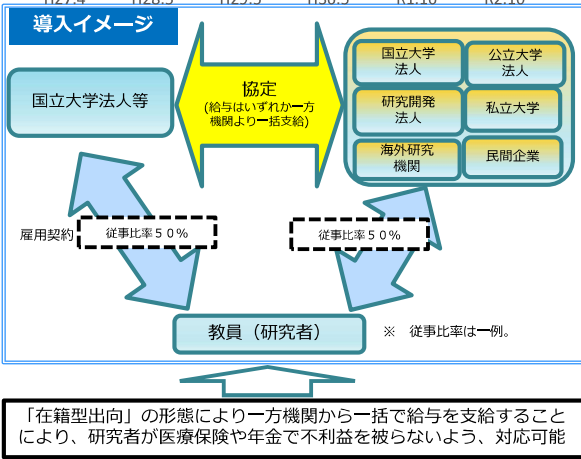 導入イメージ
国立大学法人等
協定
(給与はいずれか一方
機関より一括支給)
国立大学
法人
公立大学
法人
研究開発
法人
私立大学
海外研究
機関
民間企業
雇用契約
従事比率５０%
従事比率５０%
教員（研究者）
※　従事比率は一例。
「在籍型出向」の形態により一方機関から一括で給与を支給すること
により、研究者が医療保険や年金で不利益を被らないよう、対応可能